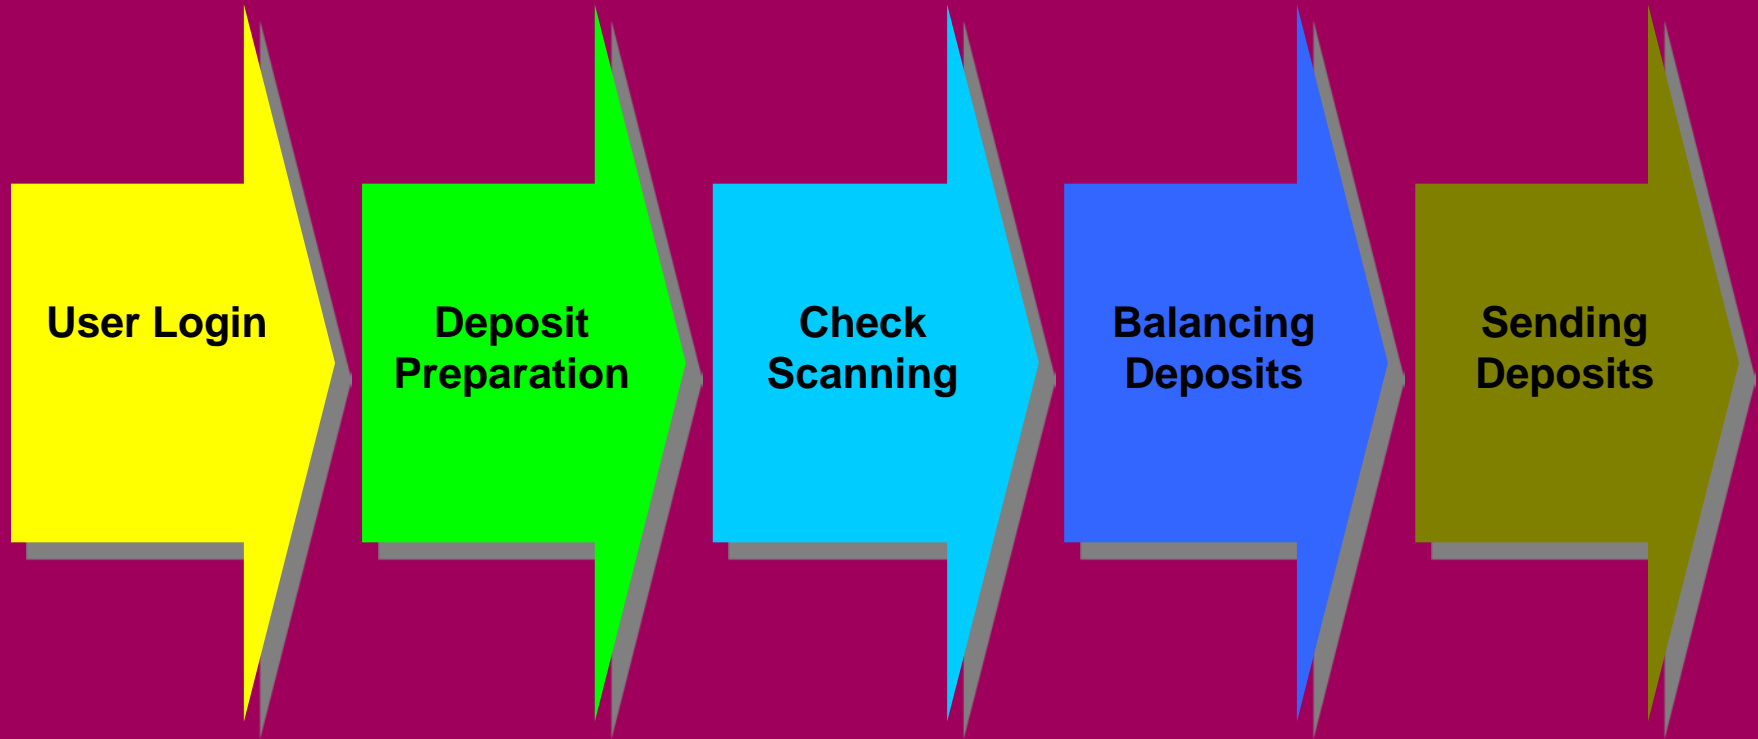 User Login
Deposit
Preparation
Check
Scanning
Balancing
Deposits
Sending
Deposits